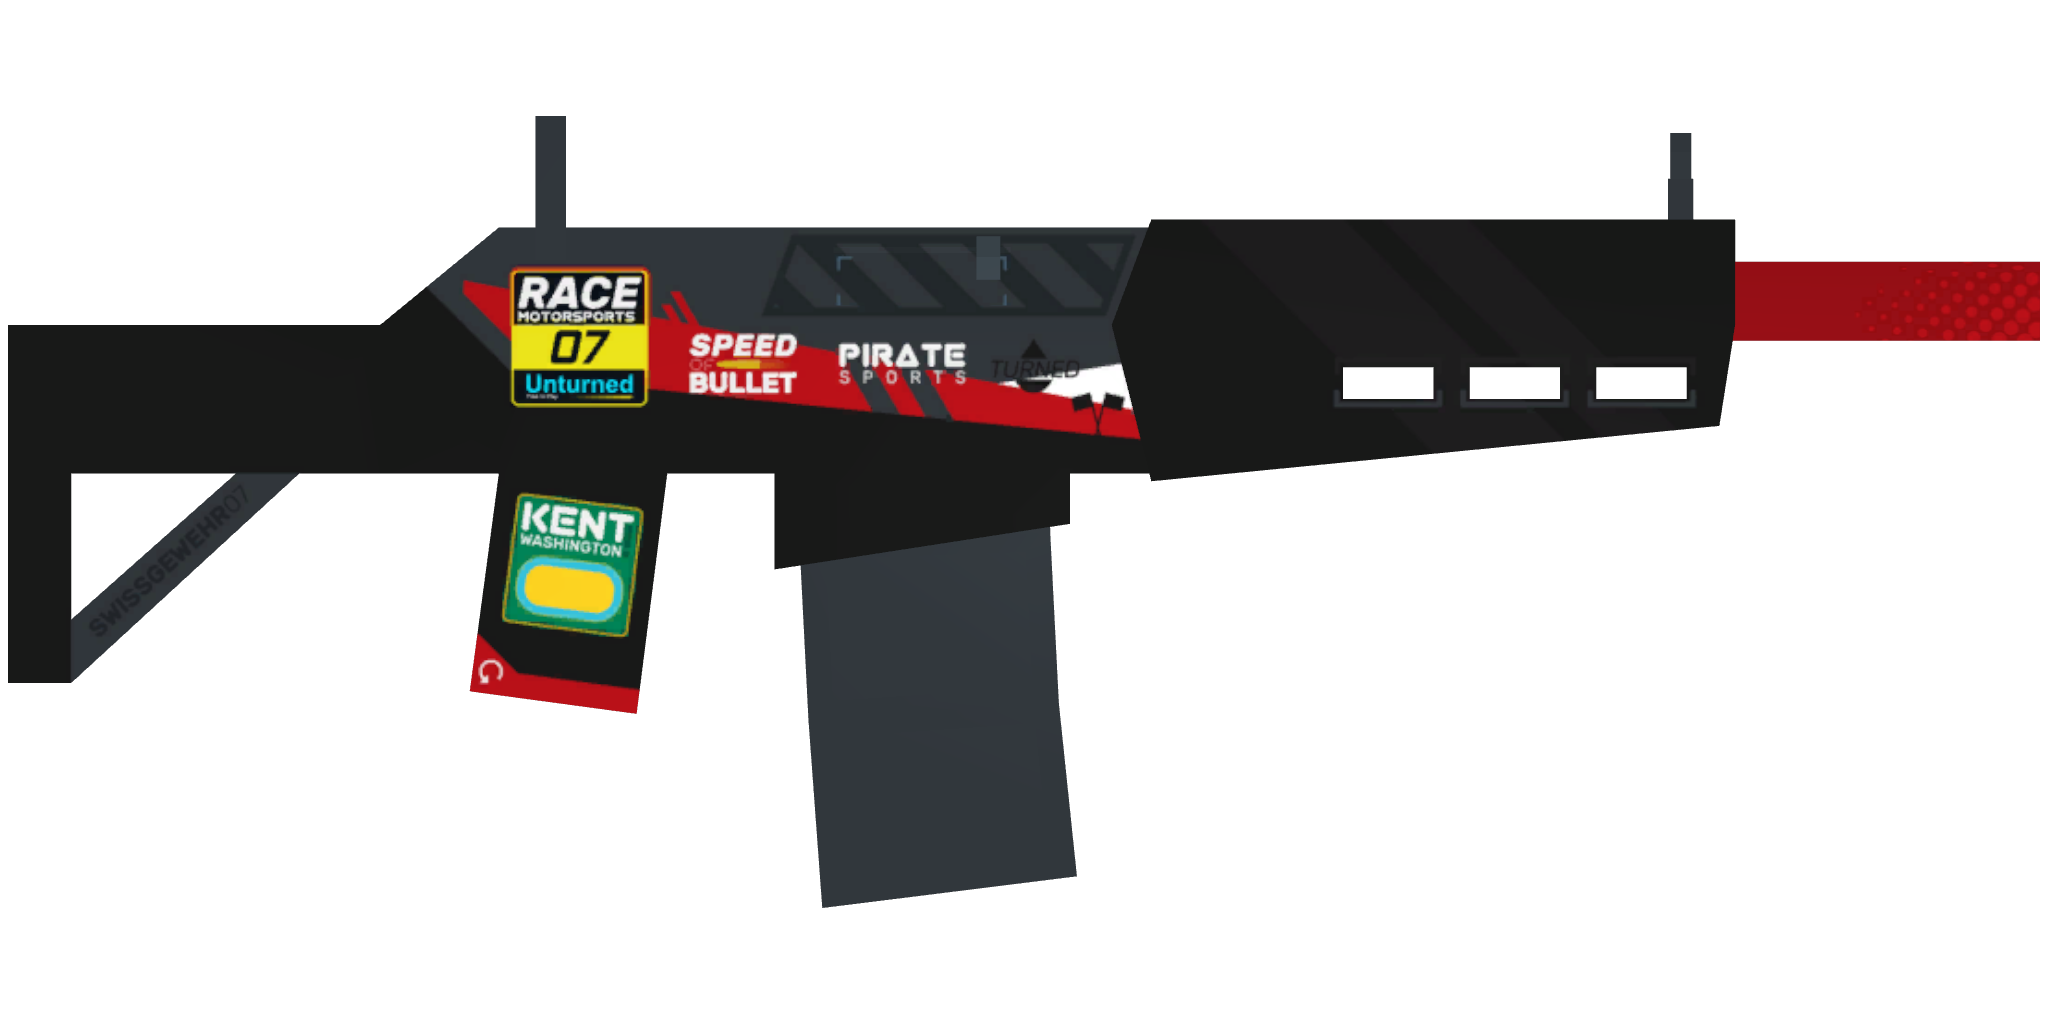 RACE
MOTORSPORTS
07
Unturned
SPEED
OF
BULLET
PIRATE
SPORTS
TURNED
KENT
WASHINGTON
SWISSGEWEHR07